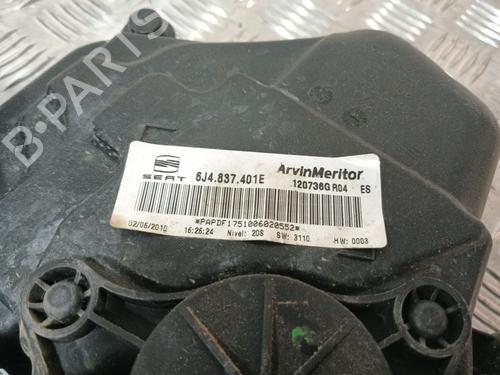 B-PARTS
SEAT 6J4.837.401E ArvinMeritor
120736G R04 ES
*PAPDF1751006020552*
02/06/2010 16:26:24 Nivel: 20S SW: 3110 HW: 0003